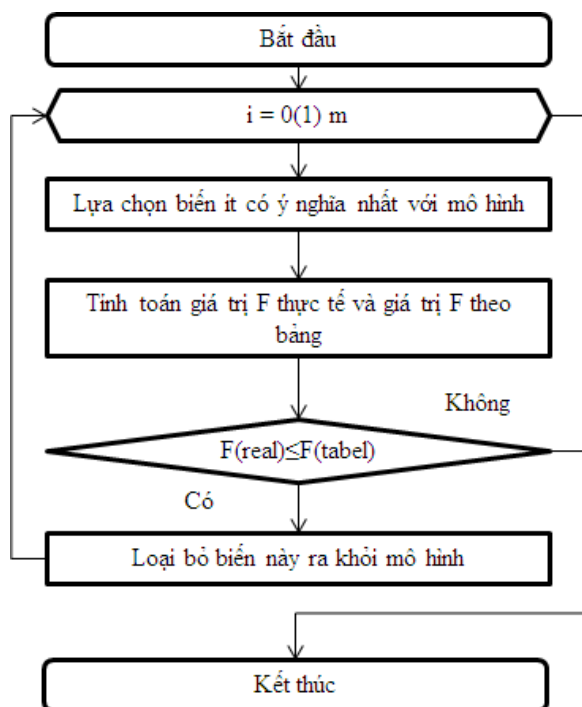 Bắt đầu
i = 0(1) m
Lựa chọn biến ít có ý nghĩa nhất với mô hình
Tính toán giá trị F thực tế và giá trị F theo
bảng
Không
F(real)≤F(tabel)
Có
Loại bỏ biến này ra khỏi mô hình
Kết thúc